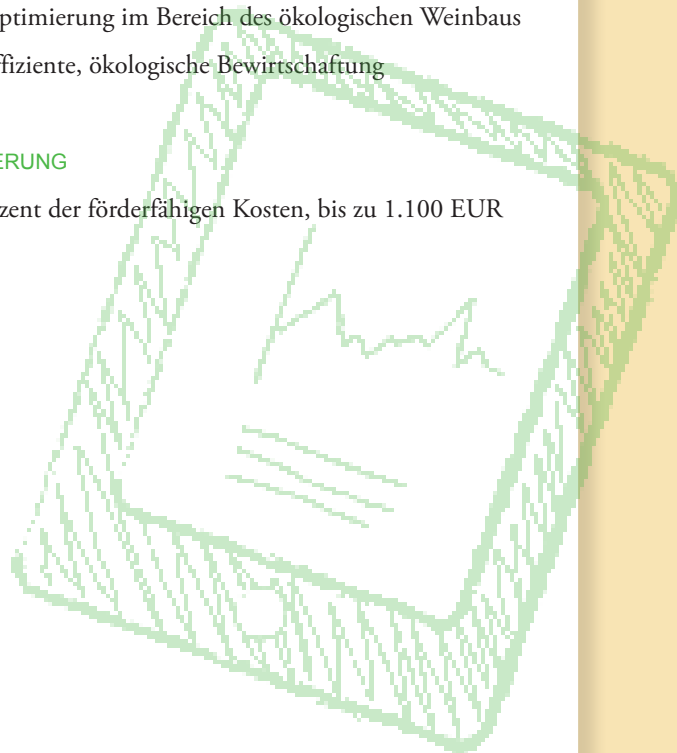 ptimierung im Bereich des ökologischen Weinbaus
ffiziente, ökologische Bewirtschaftung
ERUNG
zent der förderfähigen Kosten, bis zu 1.100 EUR